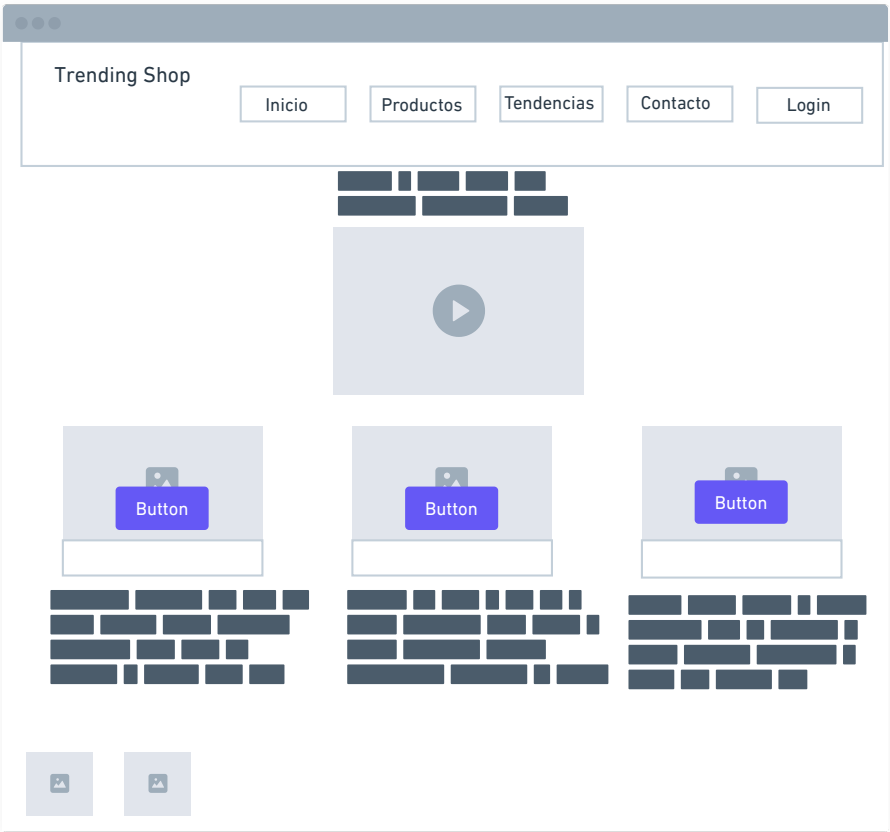 Trending Shop
Inicio
Productos
Tendencias
Contacto
Login
Button
Button
Button